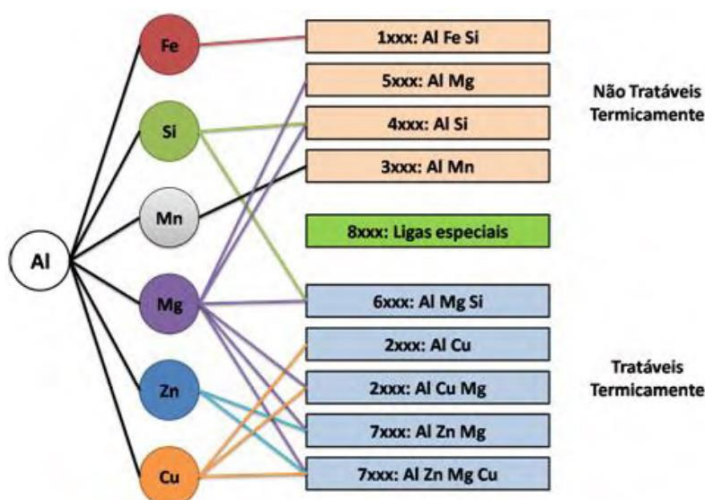 Al
Fe
Si
Mn
Mg
Zn
Cu
1xxx: Al Fe Si
5xxx: Al Mg
4xxx: Al Si
3xxx: Al Mn
8xxx: Ligas especiais
6xxx: Al Mg Si
2xxx: Al Cu
2xxx: Al Cu Mg
7xxx: Al Zn Mg
7xxx: Al Zn Mg Cu
Não Tratáveis
Termicamente
Tratáveis
Termicamente